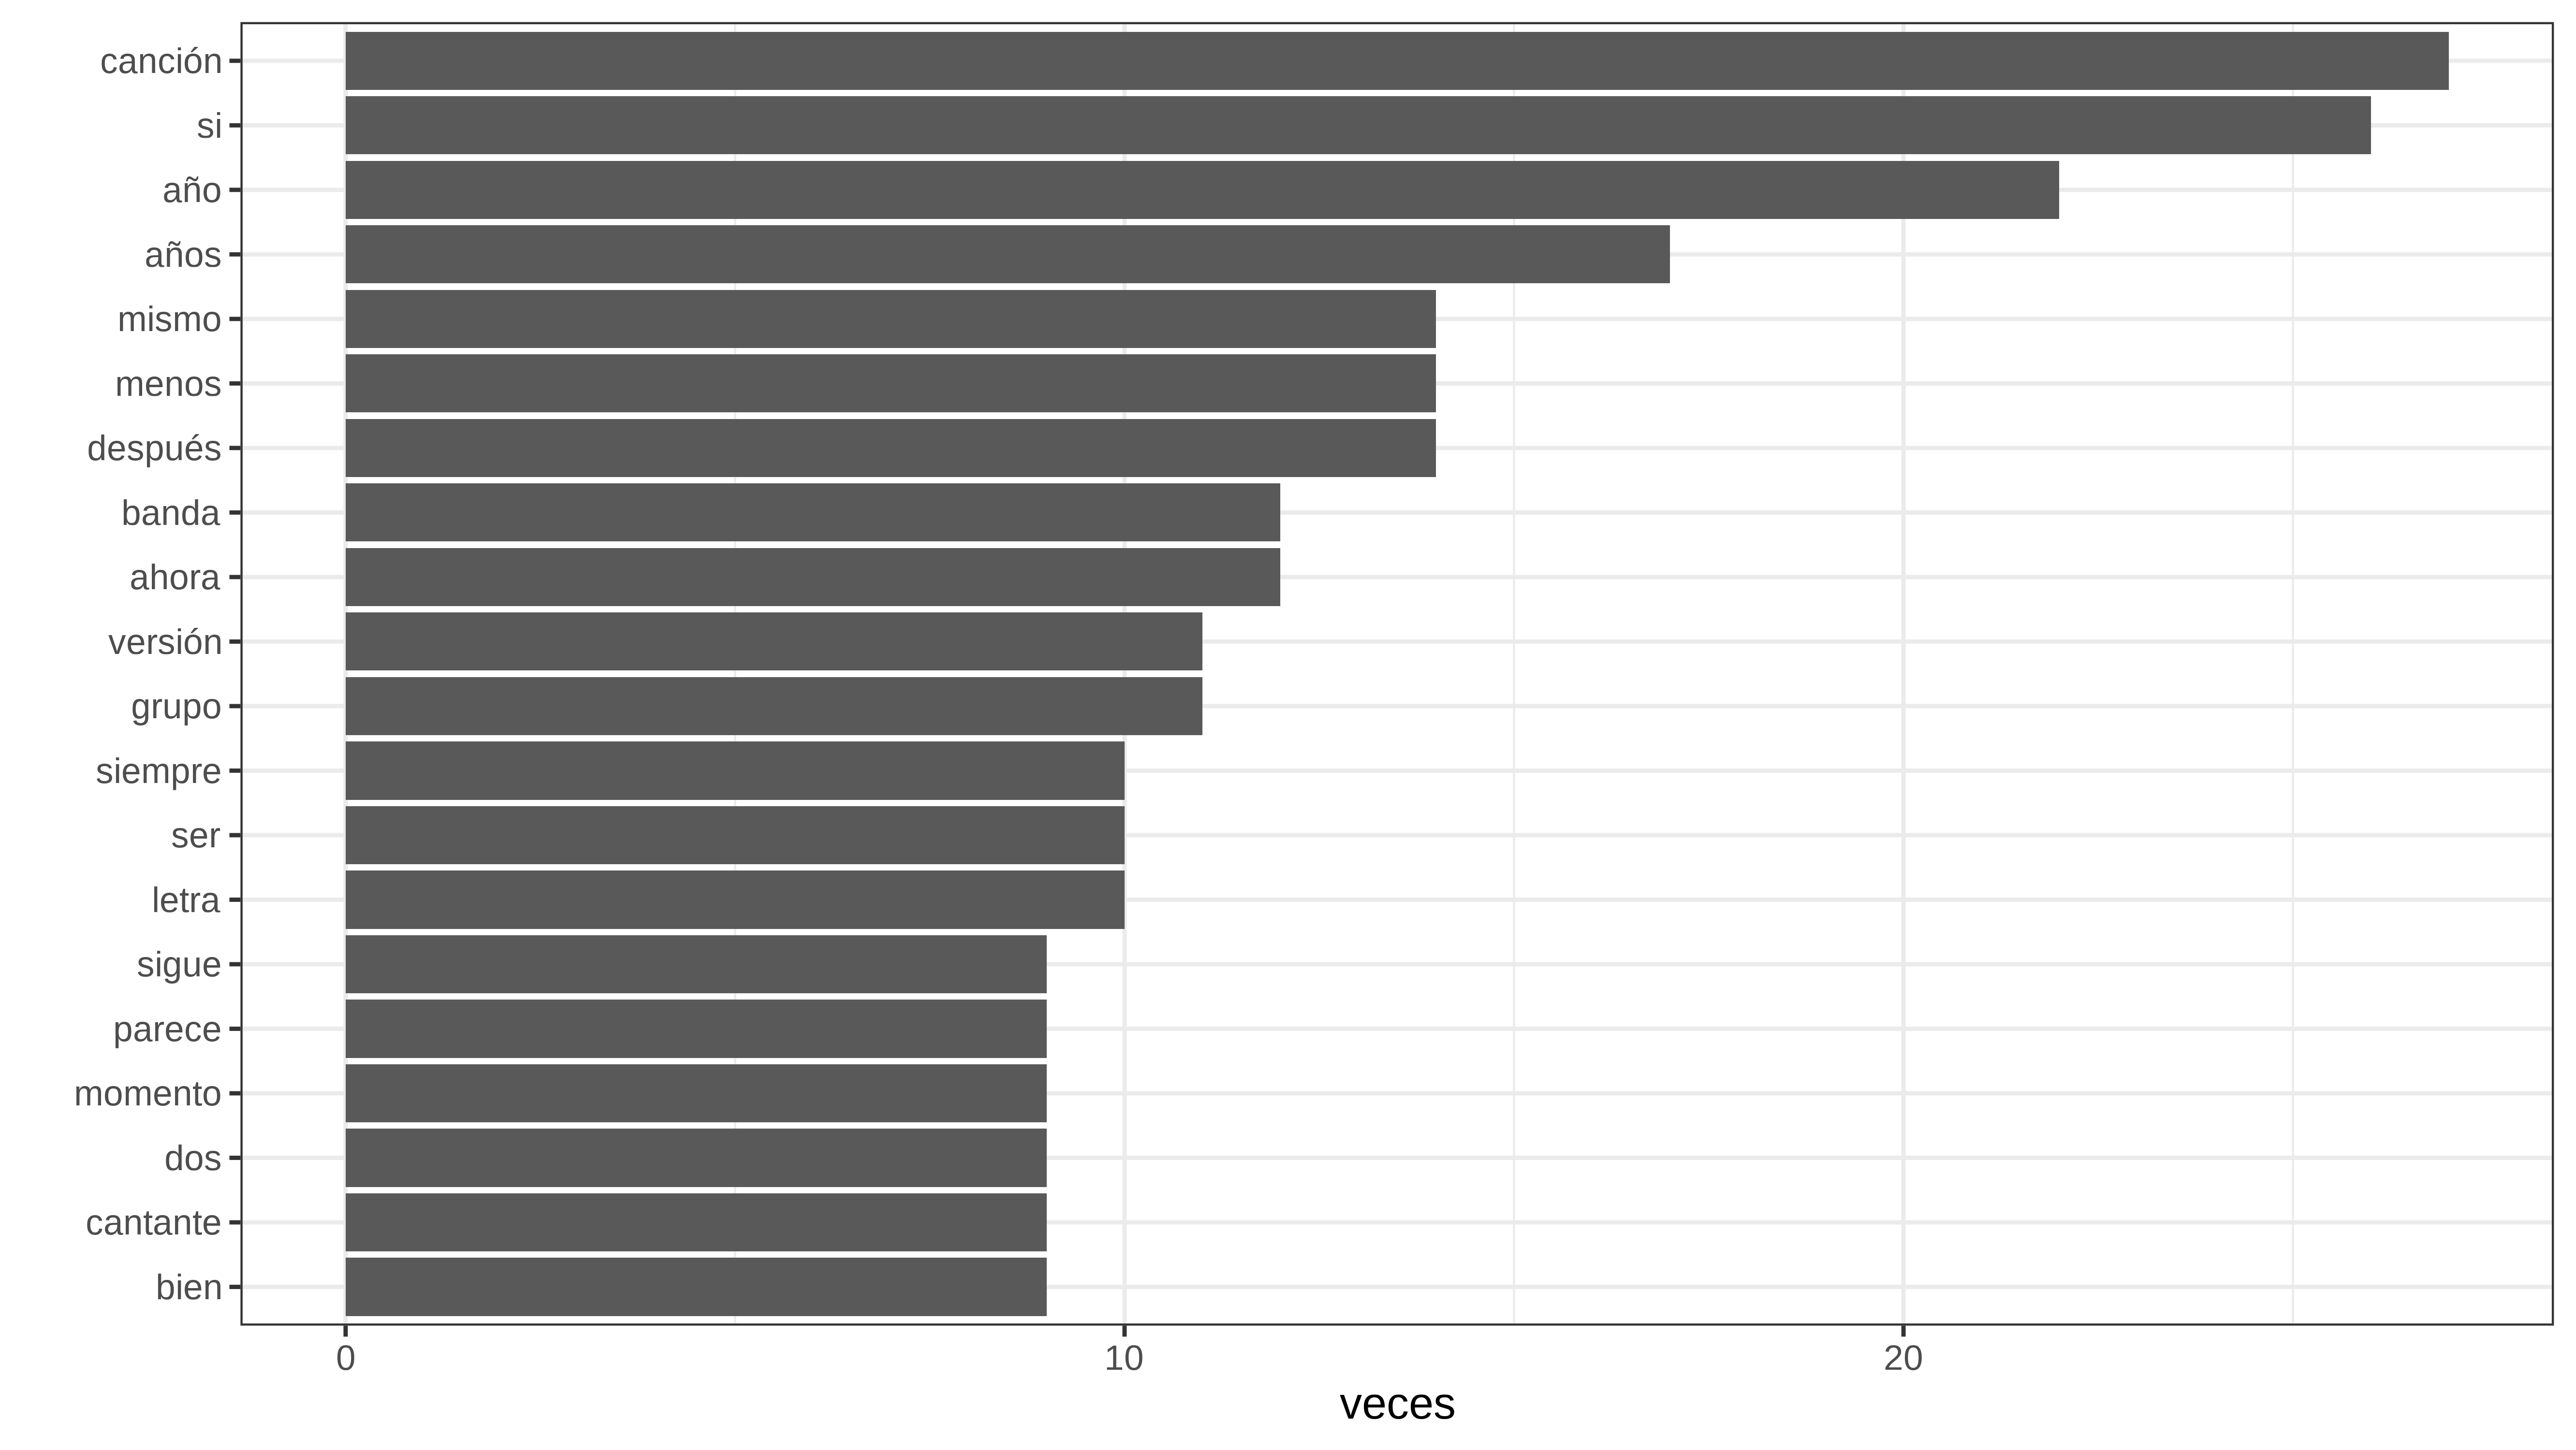 canción
si
año
años
mismo
menos
después
banda
ahora
versión
grupo
siempre
ser
letra
sigue
parece
momento
dos
cantante
bien
0 10 20
veces